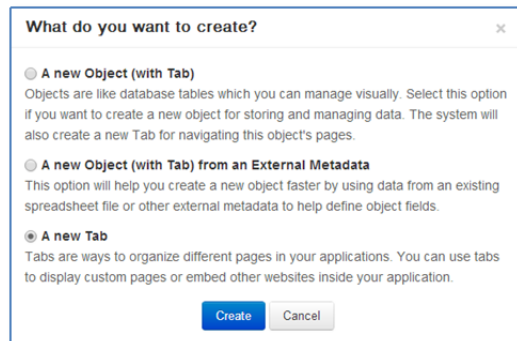 What do you want to create?
×
A new Object (with Tab)
Objects are like database tables which you can manage visually. Select this option
if you want to create a new object for storing and managing data. The system will
also create a new Tab for navigating this object's pages.
A new Object (with Tab) from an External Metadata
This option will help you create a new object faster by using data from an existing
spreadsheet file or other external metadata to help define object fields.
A new Tab
Tabs are ways to organize different pages in your applications. You can use tabs
to display custom pages or embed other websites inside your application.
Create Cancel